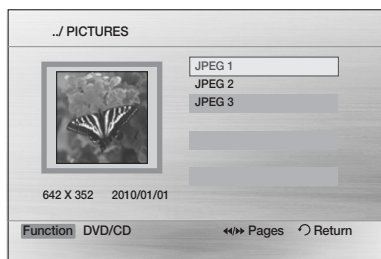 ../ PICTURES
JPEG 1
JPEG 2
JPEG 3
642 X 352 2010/01/01
Function DVD/CD Pages Return